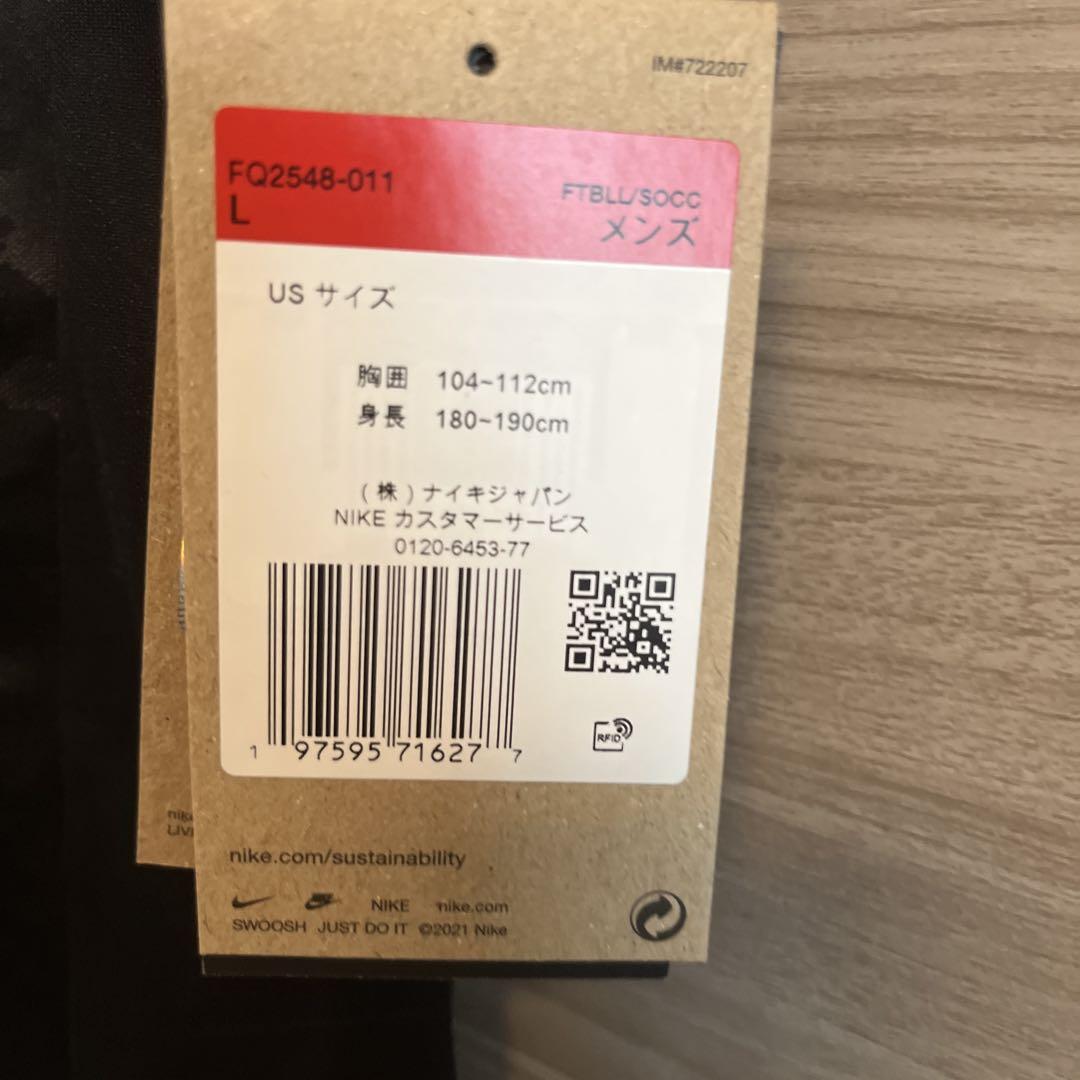 IM#722207
FQ2548-011
L
FTBLL/SOCC
メンズ
US サイズ
胸囲 104~112cm
身長 180~190cm
(株)ナイキジャパン
NIKE カスタマーサービス
0120-6453-77
1 97595 71627 7
RFID
nike.com/sustainability
NIKE nike.com
SWOOSH JUST DO IT ©2021 Nike